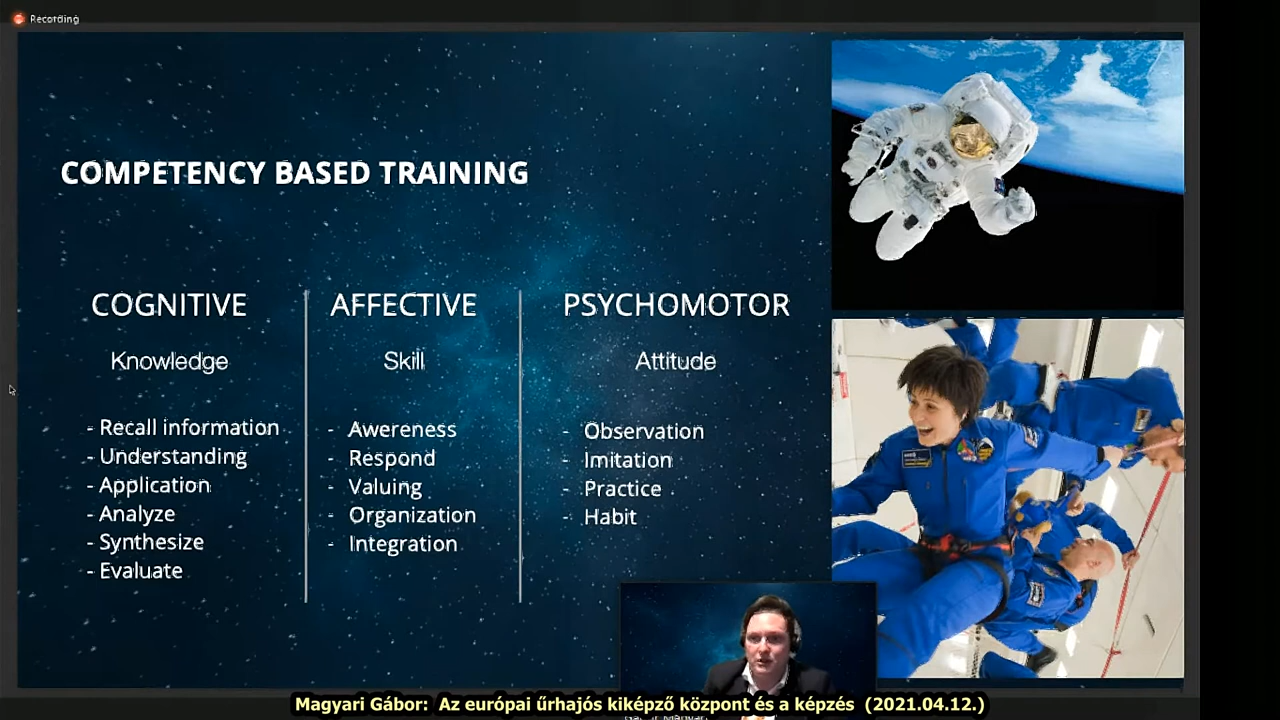 Recording
COMPETENCY BASED TRAINING
COGNITIVE
Knowledge
- Recall information
- Understanding
- Application
- Analyze
- Synthesize
- Evaluate
AFFECTIVE
Skill
- Awereness
- Respond
- Valuing
- Organization
- Integration
PSYCHOMOTOR
Attitude
- Observation
- Imitation
- Practice
- Habit
Magyari Gábor: Az európai űrhajós kiképző központ és a képzés (2021.04.12.)